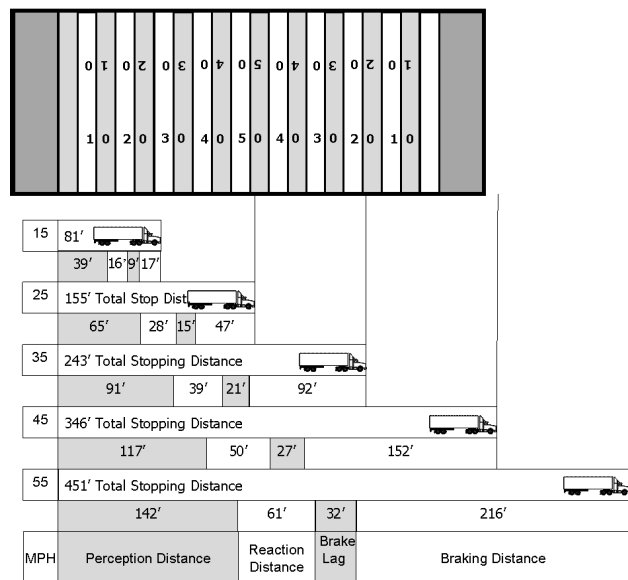 0 1 0 2 0 3 0 4 0 5 0 4 0 3 0 2 0 1
1 0 2 0 3 0 4 0 5 0 4 0 3 0 2 0 1 0
15 81′
39′ 16′ 9′ 17′
25 155′ Total Stop Dist
65′ 28′ 15′ 47′
35 243′ Total Stopping Distance
91′ 39′ 21′ 92′
45 346′ Total Stopping Distance
117′ 50′ 27′ 152′
55 451′ Total Stopping Distance
142′ 61′ 32′ 216′
MPH Perception Distance Reaction Distance Brake Lag Braking Distance